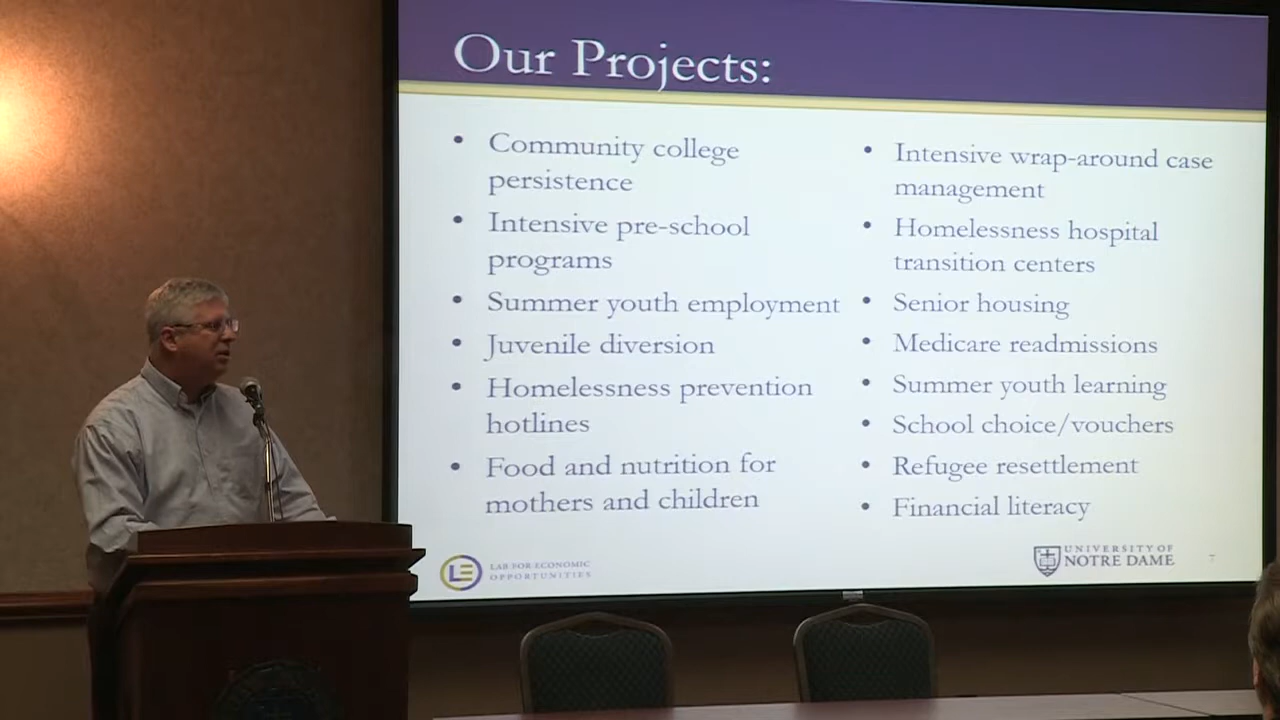 Our Projects:
• Community college
persistence
• Intensive pre-school
programs
• Summer youth employment
• Juvenile diversion
• Homelessness prevention
hotlines
• Food and nutrition for
mothers and children
• Intensive wrap-around case
management
• Homelessness hospital
transition centers
• Senior housing
• Medicare readmissions
• Summer youth learning
• School choice/vouchers
• Refugee resettlement
• Financial literacy
LE
LAB FOR ECONOMIC
OPPORTUNITIES
UNIVERSITY OF
NOTRE DAME
7